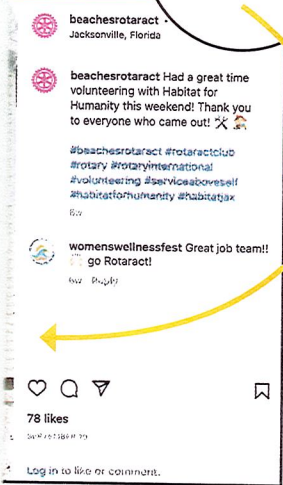 beachesrotaract •
Jacksonville, Florida
beachesrotaract Had a great time
volunteering with Habitat for
Humanity this weekend! Thank you
to everyone who came out! 🛠️ 👷
#beachesrotaract #rotaractclub
#rotary #rotaryinternational
#volunteering #serviceaboveself
#habitatforhumanity #habitatjax
womenswellnessfest Great job team!!
go Rotaract!
6w Reply
78 likes
Log in to like or comment.